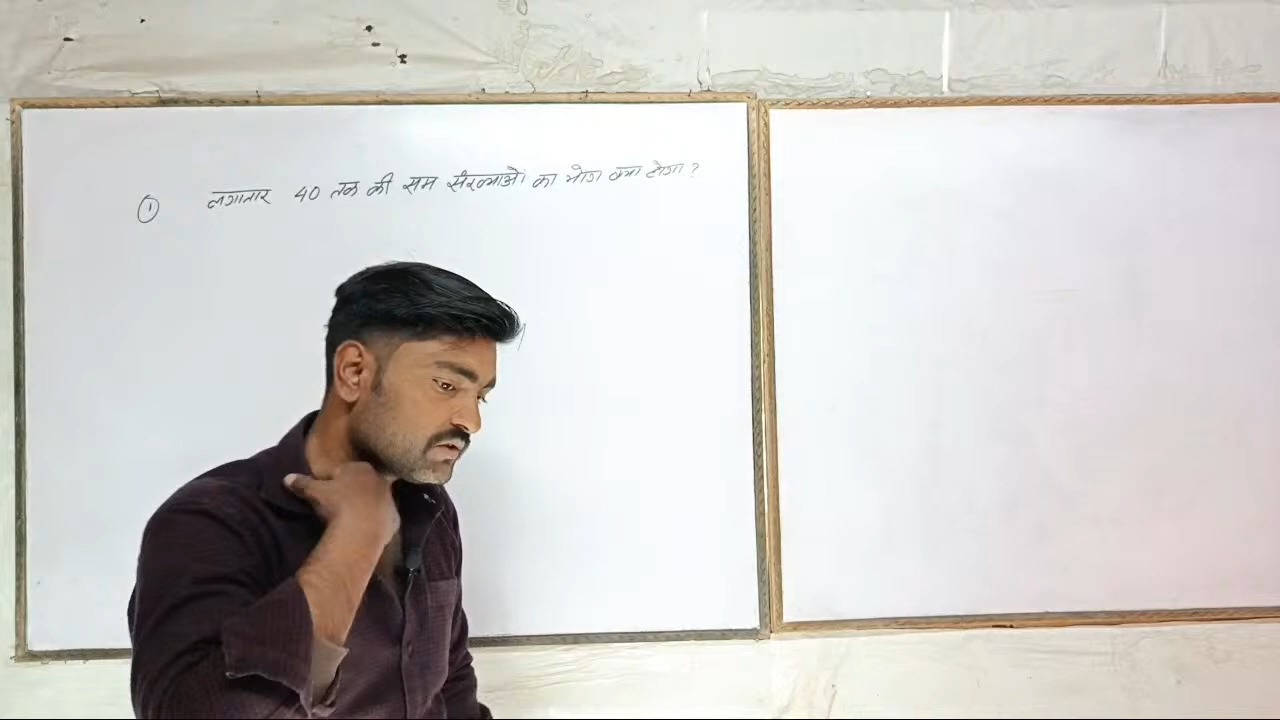 ① लगातार 40 तक की सम संख्याओं का योग क्या होगा ?